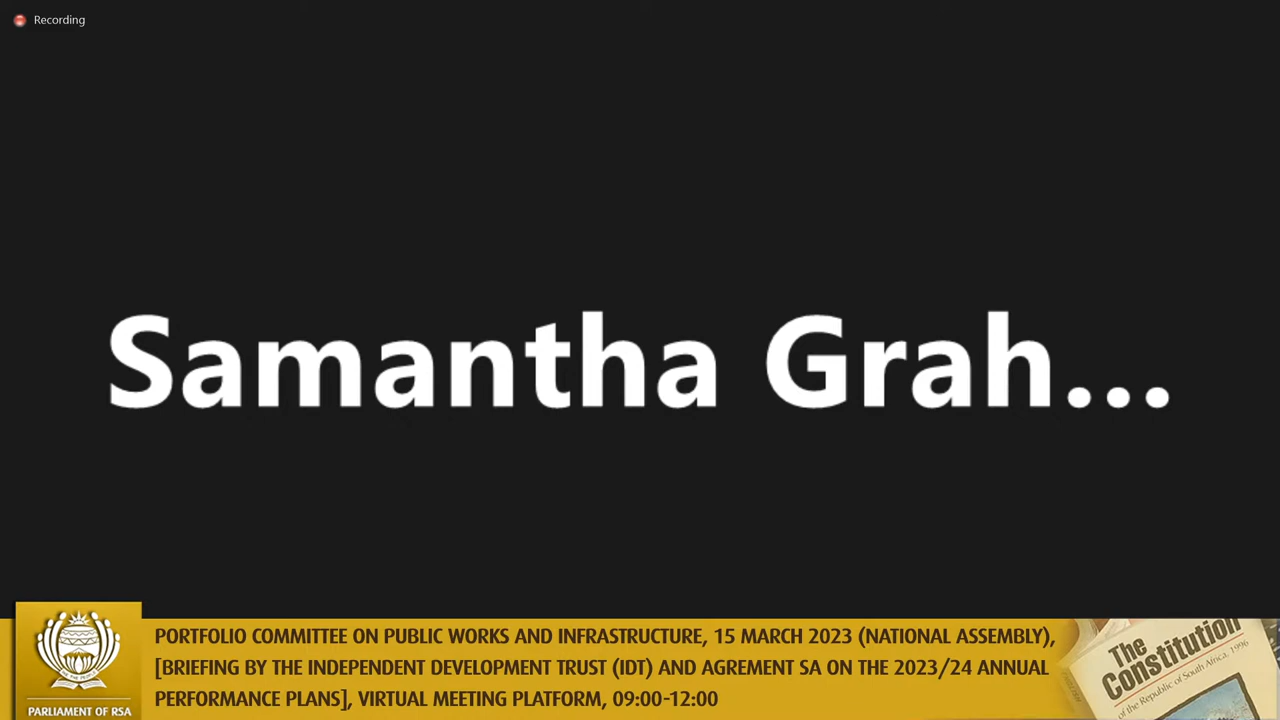 Recording
Samantha Grah...
PORTFOLIO COMMITTEE ON PUBLIC WORKS AND INFRASTRUCTURE, 15 MARCH 2023 (NATIONAL ASSEMBLY),
[BRIEFING BY THE INDEPENDENT DEVELOPMENT TRUST (IDT) AND AGREMENT SA ON THE 2023/24 ANNUAL
PERFORMANCE PLANS], VIRTUAL MEETING PLATFORM, 09:00-12:00
PARLIAMENT OF RSA
The
Constitution
of the Republic of South Africa, 1996